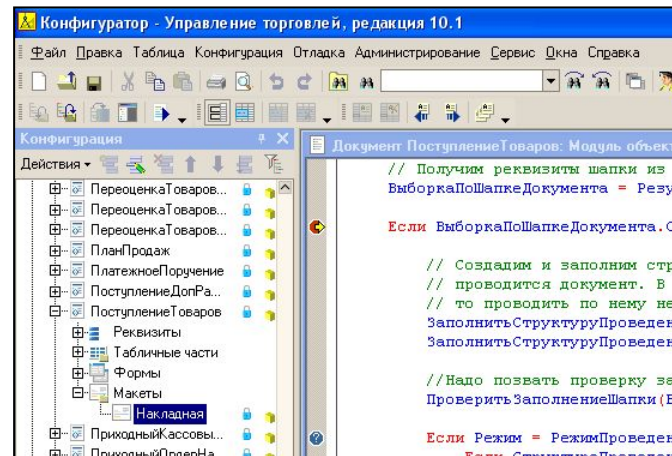 Конфигуратор - Управление торговлей, редакция 10.1
Файл Правка Таблица Конфигурация Отладка Администрирование Сервис Окна Справка
Конфигурация
Документ ПоступлениеТоваров: Модуль объек
Действия
// Получим реквизиты шапки из
ПереоценкаТоваров...
ВыборкаПоШапкеДокумента = Резу
ПереоценкаТоваров...
ПереоценкаТоваров...
Если ВыборкаПоШапкеДокумента.С
ПланПродаж
ПлатежноеПоручение
// Создадим и заполним стр
ПоступлениеДопРа...
// проводится документ. В
ПоступлениеТоваров
// то проводить по нему не
Реквизиты
ЗаполнитьСтруктуруПроведен
Табличные части
ЗаполнитьСтруктуруПроведен
Формы
//Надо позвать проверку за
Макеты
ПроверитьЗаполнениеШапки(В
Накладная
ПриходныйКассовы...
Если Режим = РежимПроведен
ПриходныйОрдерНа...